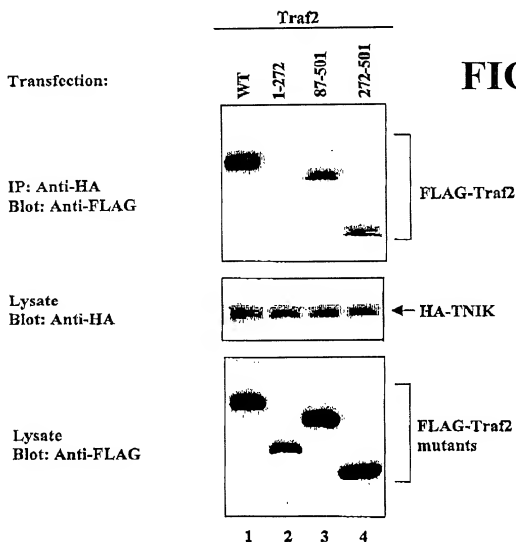 Traf2
Transfection:
WT
1-272
87-501
272-501
FIG
IP: Anti-HA
Blot: Anti-FLAG
FLAG-Traf2
Lysate
Blot: Anti-HA
HA-TNIK
Lysate
Blot: Anti-FLAG
FLAG-Traf2
mutants
1 2 3 4